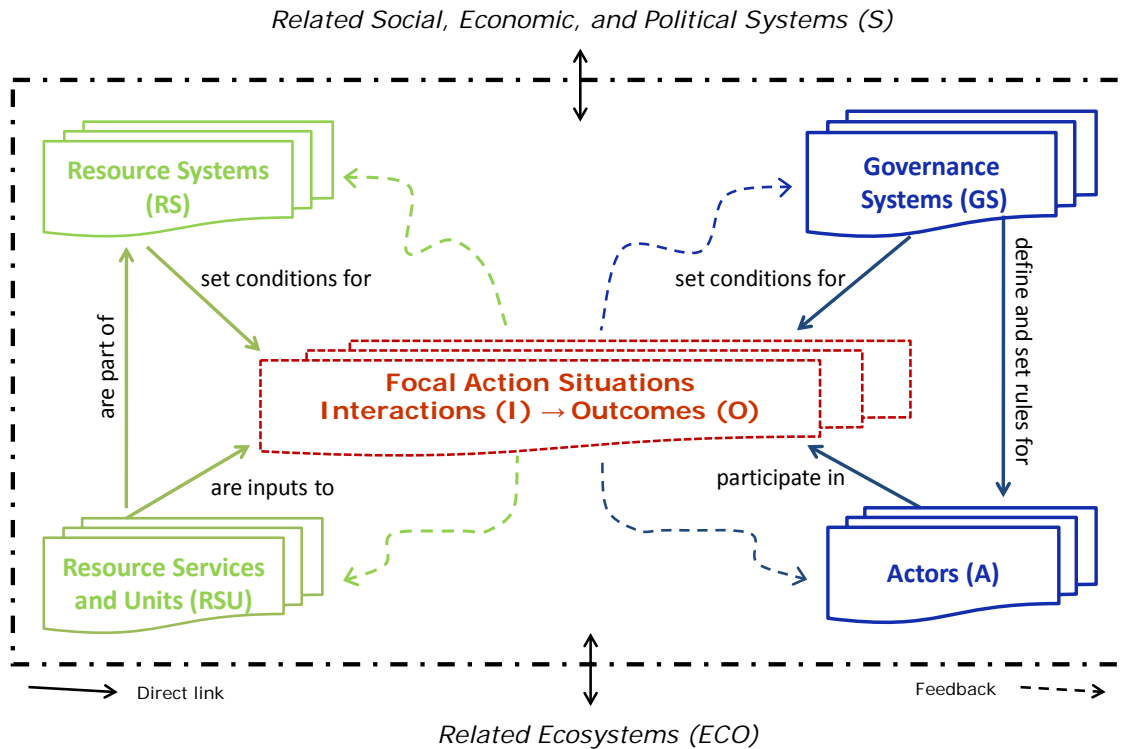 Related Social, Economic, and Political Systems (S)
Resource Systems
(RS)
Governance
Systems (GS)
set conditions for
set conditions for
are part of
define and set rules for
Focal Action Situations
Interactions (I) → Outcomes (O)
are inputs to
participate in
Resource Services
and Units (RSU)
Actors (A)
Direct link
Feedback
Related Ecosystems (ECO)